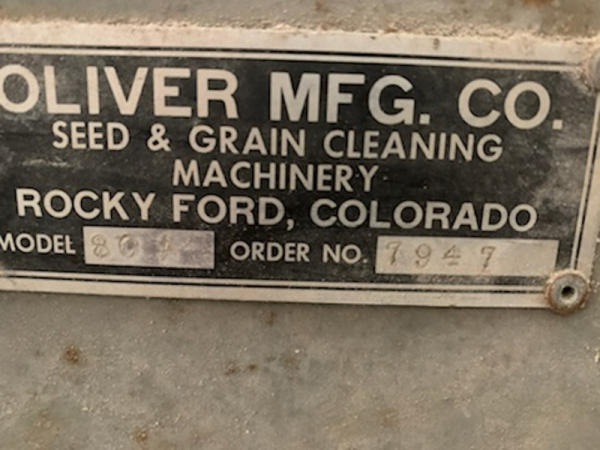 OLIVER MFG. CO.
SEED & GRAIN CLEANING
MACHINERY
ROCKY FORD, COLORADO
MODEL ORDER NO. 7947